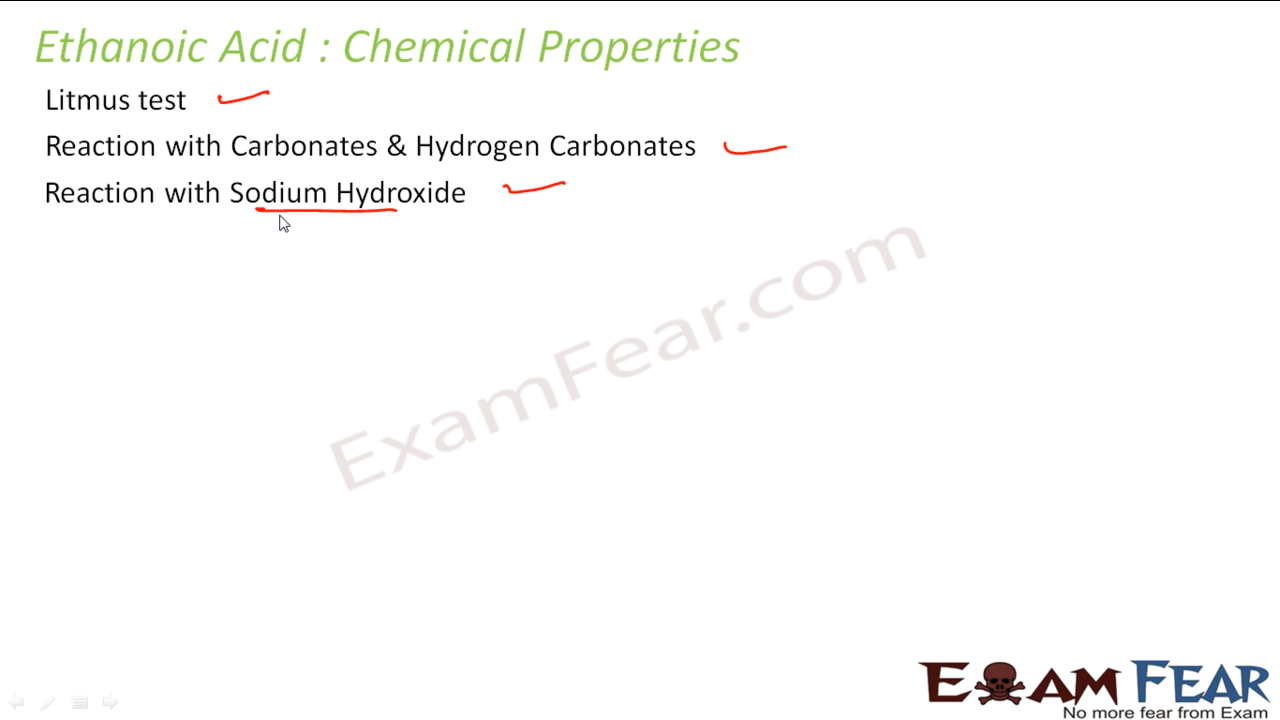 Ethanoic Acid : Chemical Properties
Litmus test
Reaction with Carbonates & Hydrogen Carbonates
Reaction with Sodium Hydroxide
ExamFear.com
EXAM FEAR
No more fear from Exam